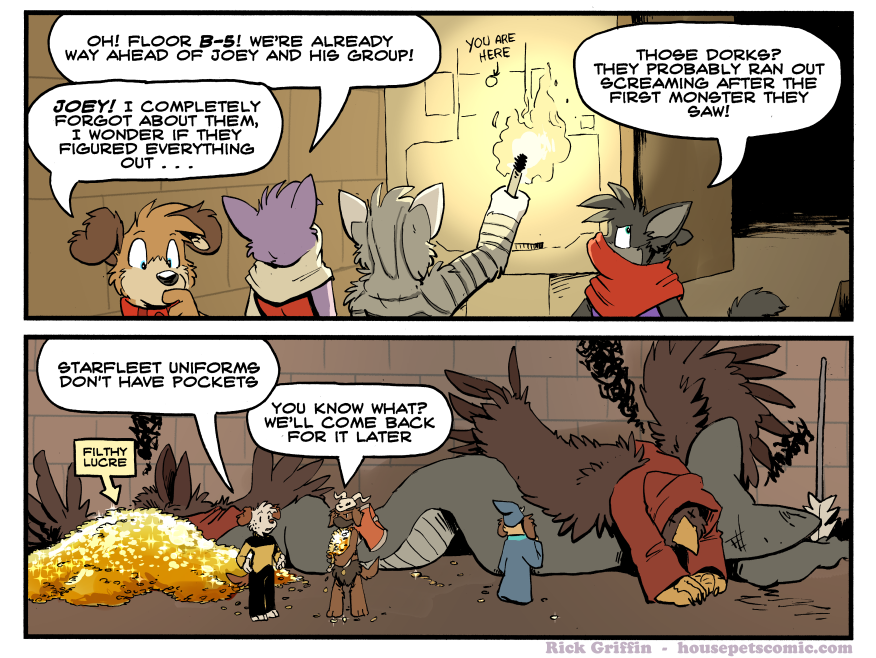 OH! FLOOR B-5! WE'RE ALREADY
WAY AHEAD OF JOEY AND HIS GROUP!
JOEY! I COMPLETELY
FORGOT ABOUT THEM,
I WONDER IF THEY
FIGURED EVERYTHING
OUT . . .
YOU ARE
HERE
THOSE DORKS?
THEY PROBABLY RAN OUT
SCREAMING AFTER THE
FIRST MONSTER THEY
SAW!
STARFLEET UNIFORMS
DON'T HAVE POCKETS
YOU KNOW WHAT?
WE'LL COME BACK
FOR IT LATER
FILTHY
LUCRE
Rick Griffin - housepetscomic.com